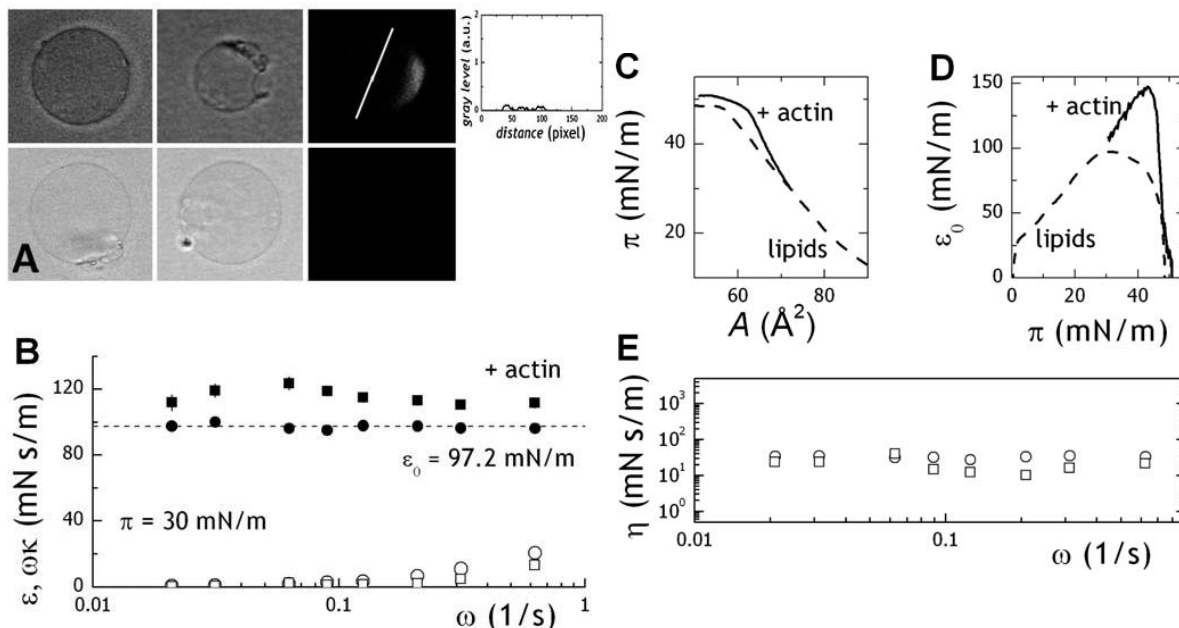 A
gray level (a.u.)
2
1
0
0 50 100 150 200
distance (pixel)
C
π (mN/m)
40
20
+ actin
lipids
60 80
A (Å²)
D
ε₀ (mN/m)
150
100
50
0
+ actin
lipids
0 20 40
π (mN/m)
B
ε, ωκ (mN s/m)
120
80
40
0
+ actin
ε₀ = 97.2 mN/m
π = 30 mN/m
0.01 0.1 1
ω (1/s)
E
η (mN s/m)
10³
10²
10¹
10⁰
0.01 0.1
ω (1/s)